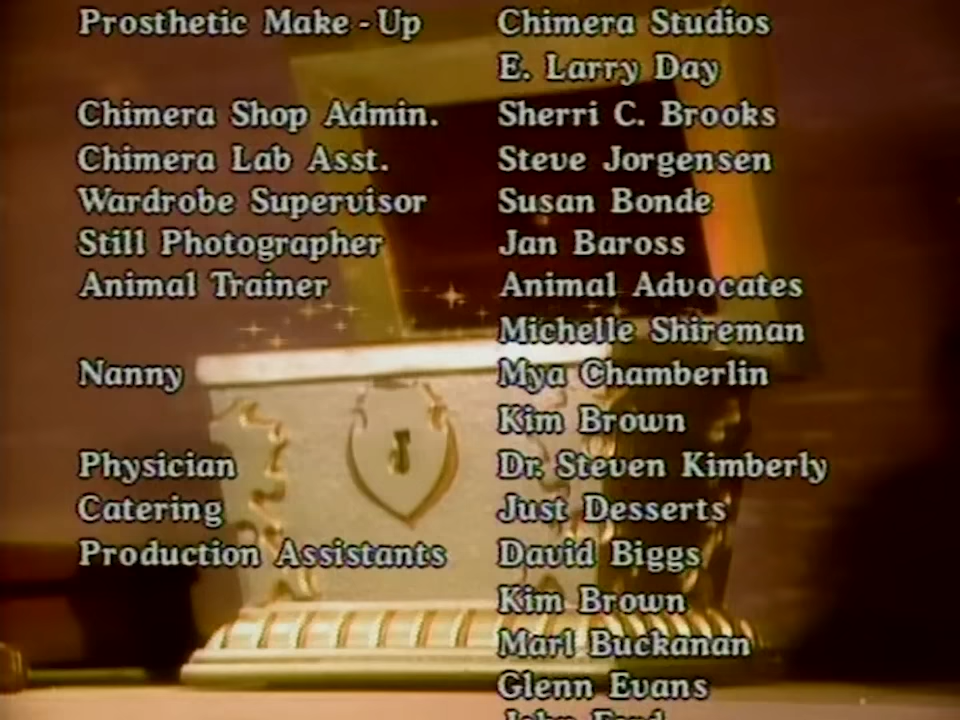 Prosthetic Make-Up Chimera Studios
E. Larry Day
Chimera Shop Admin. Sherri C. Brooks
Chimera Lab Asst. Steve Jorgensen
Wardrobe Supervisor Susan Bonde
Still Photographer Jan Baross
Animal Trainer Animal Advocates
Michelle Shireman
Nanny Mya Chamberlin
Kim Brown
Physician Dr. Steven Kimberly
Catering Just Desserts
Production Assistants David Biggs
Kim Brown
Marl Buckanan
Glenn Evans
John Ford